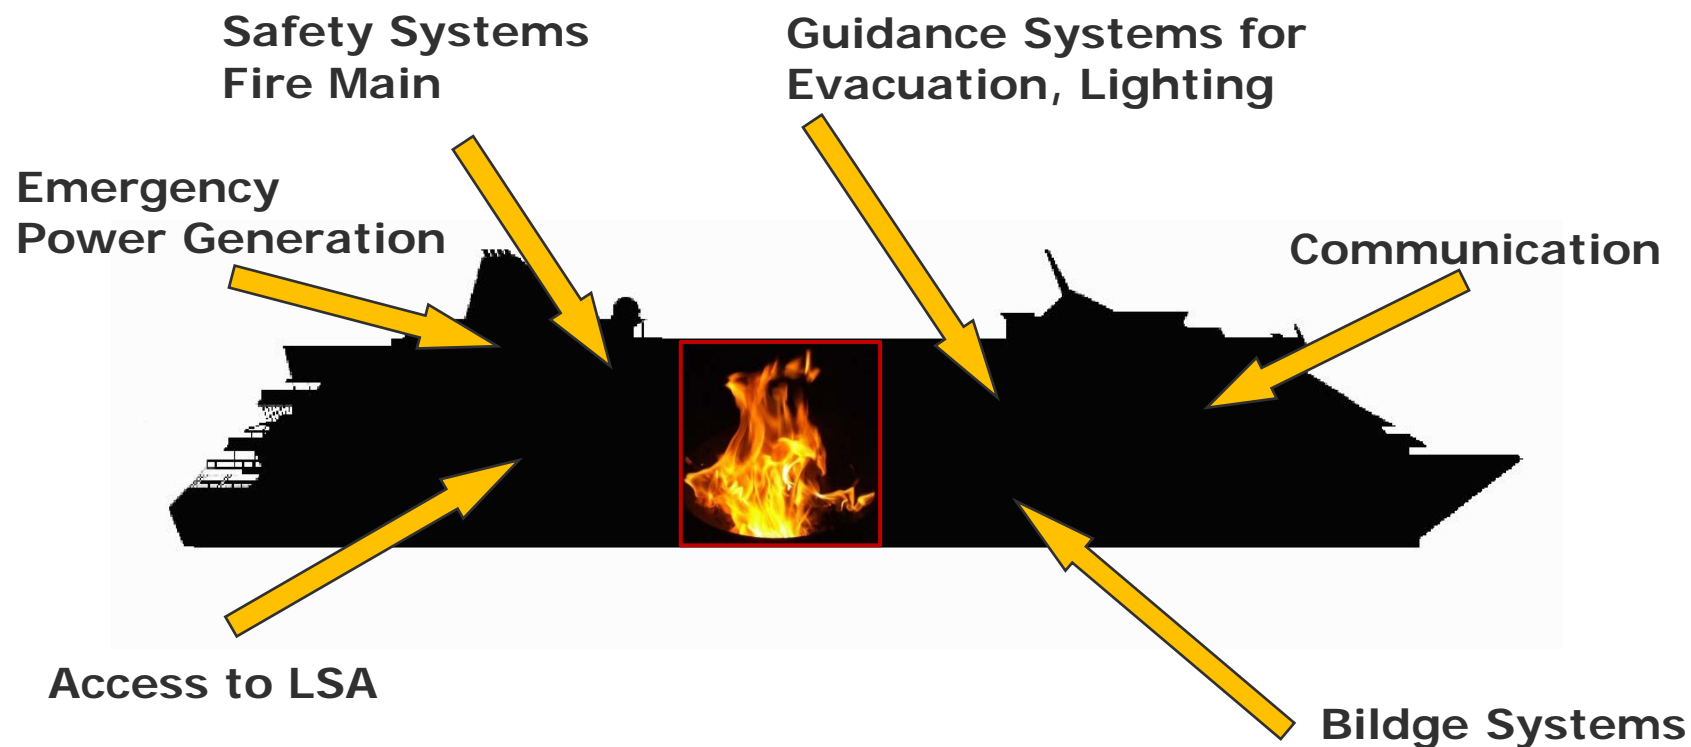 Safety Systems
Fire Main
Guidance Systems for
Evacuation, Lighting
Emergency
Power Generation
Communication
Access to LSA
Bildge Systems